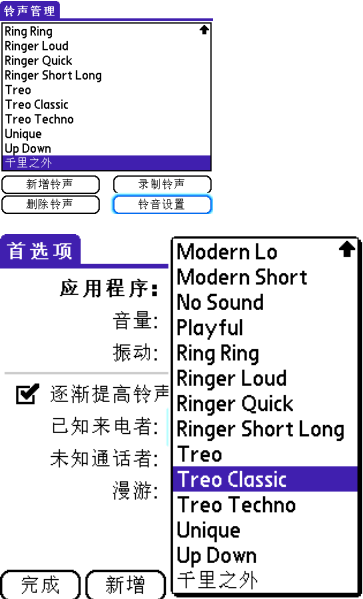 铃声管理
Ring Ring
Ringer Loud
Ringer Quick
Ringer Short Long
Treo
Treo Classic
Treo Techno
Unique
Up Down
千里之外
新增铃声 录制铃声
删除铃声 铃音设置
首选项
应用程序:
音量:
振动:
逐渐提高铃声
已知来电者:
未知通话者:
漫游:
完成 新增
Modern Lo
Modern Short
No Sound
Playful
Ring Ring
Ringer Loud
Ringer Quick
Ringer Short Long
Treo
Treo Classic
Treo Techno
Unique
Up Down
千里之外